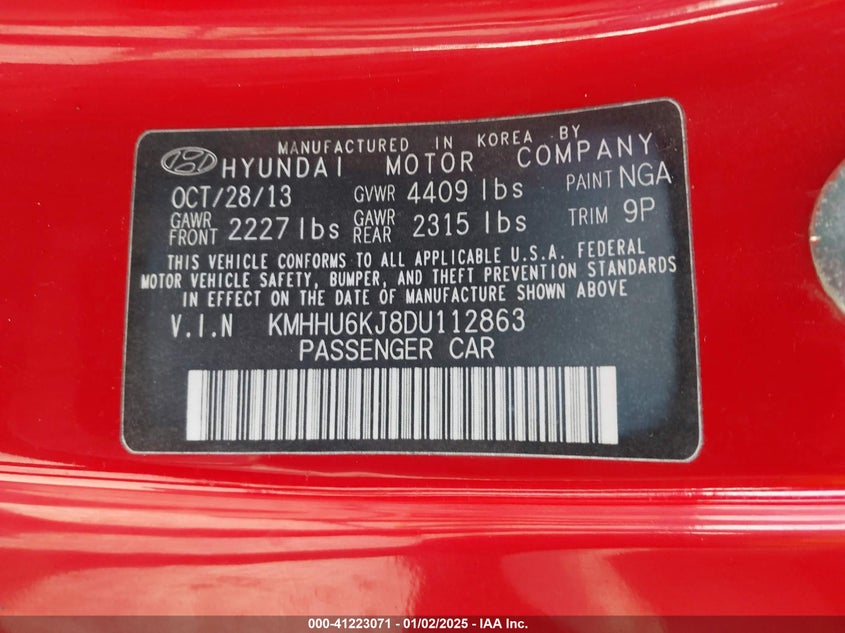 MANUFACTURED IN KOREA BY
HYUNDAI MOTOR COMPANY
OCT/28/13 GVWR 4409 lbs PAINT NGA
GAWR FRONT 2227 lbs GAWR REAR 2315 lbs TRIM 9P
THIS VEHICLE CONFORMS TO ALL APPLICABLE U.S.A. FEDERAL
MOTOR VEHICLE SAFETY, BUMPER, AND THEFT PREVENTION STANDARDS
IN EFFECT ON THE DATE OF MANUFACTURE SHOWN ABOVE
V.I.N KMHHU6KJ8DU112863
PASSENGER CAR
000-41223071 - 01/02/2025 - IAA Inc.